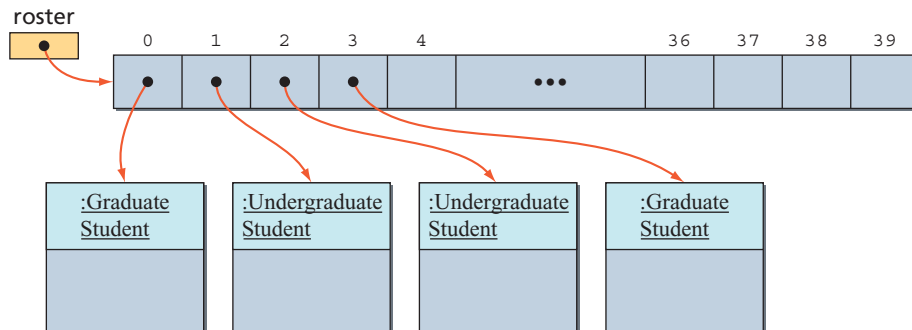 roster
0 1 2 3 4 36 37 38 39
:Graduate
Student
:Undergraduate
Student
:Undergraduate
Student
:Graduate
Student